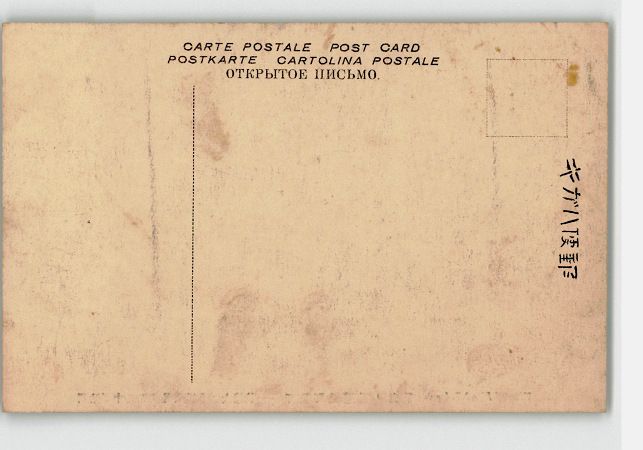 CARTE POSTALE POST CARD
POSTKARTE CARTOLINA POSTALE
ОТКРЫТОЕ ПИСЬМО.
郵便ハガキ